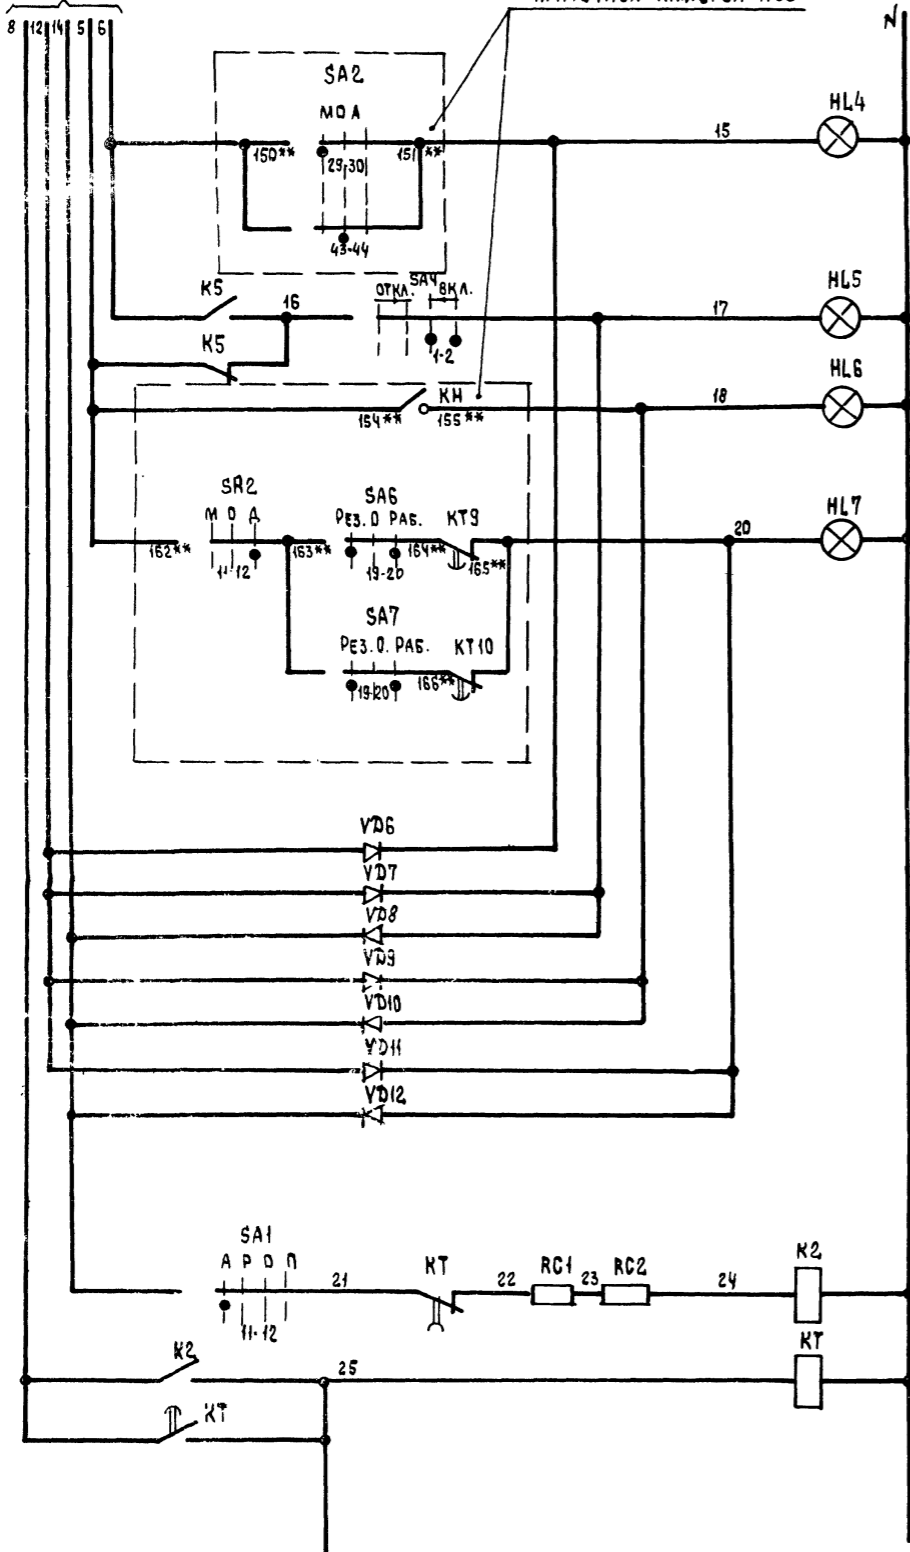 8 12 14 5 6
N
SA2
HL4
М О А
15
150**
29-30
151**
43-44
K5
16
SA4
ОТКЛ. ВКЛ.
17
HL5
1-2
K5
КН
18
HL6
154**
155**
SA2
М О А
SA6
РЕЗ. О РАБ.
КТ9
HL7
20
162**
11-12
163**
19-20
164**
165**
SA7
РЕЗ. О. РАБ.
КТ10
19-20
166**
VD6
VD7
VD8
VD9
VD10
VD11
VD12
SA1
А Р О П
21
КТ
22
RC1
23
RC2
24
К2
11-12
К2
25
КТ
КТ